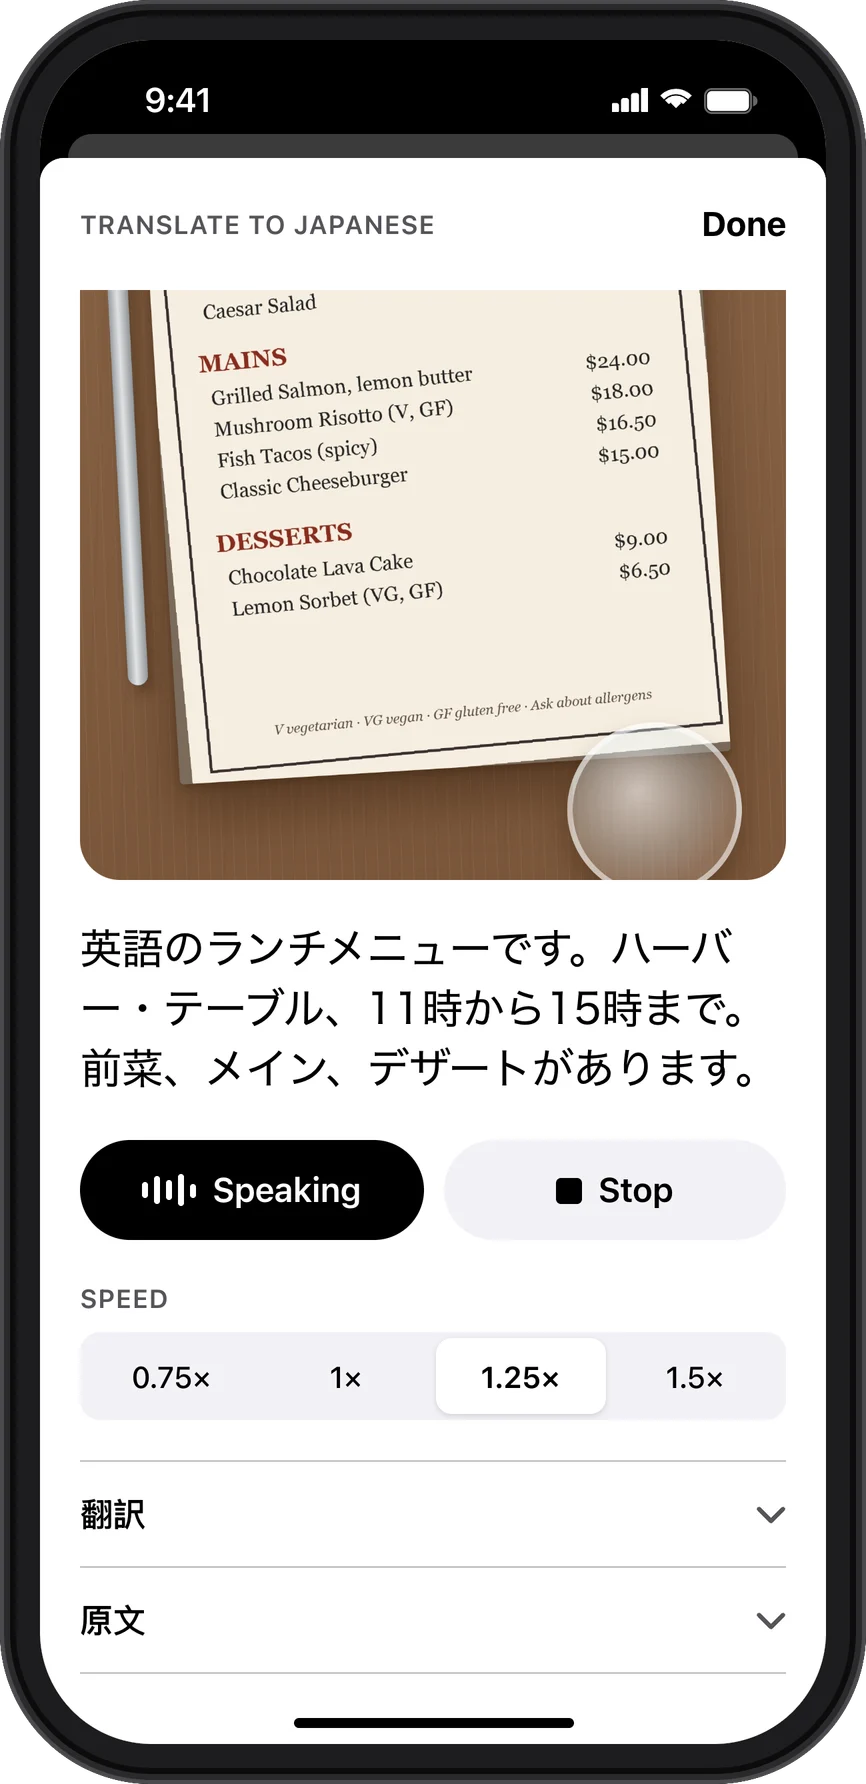 9:41
TRANSLATE TO JAPANESE
Done
Caesar Salad
MAINS
Grilled Salmon, lemon butter $24.00
Mushroom Risotto (V, GF) $18.00
Fish Tacos (spicy) $16.50
Classic Cheeseburger $15.00
DESSERTS
Chocolate Lava Cake $9.00
Lemon Sorbet (VG, GF) $6.50
V vegetarian · VG vegan · GF gluten free · Ask about allergens
英語のランチメニューです。ハーバ
ー・テーブル、11時から15時まで。
前菜、メイン、デザートがあります。
Speaking
Stop
SPEED
0.75× 1× 1.25× 1.5×
翻訳
原文